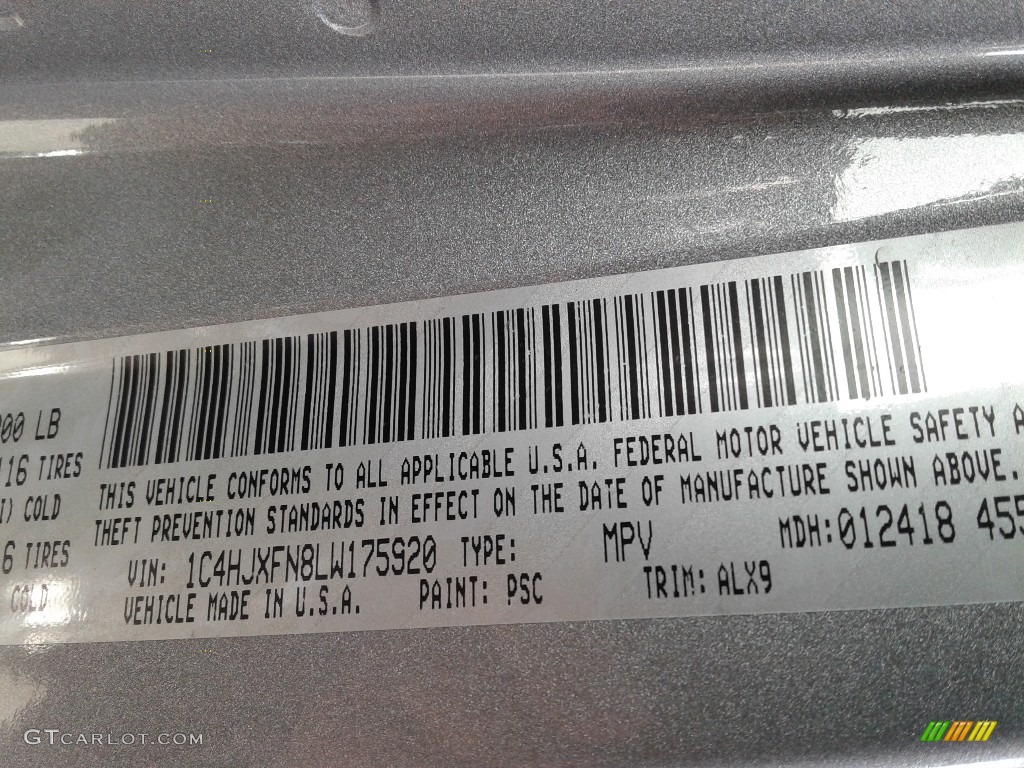 00 LB
116 TIRES
I) COLD
6 TIRES
COLD
THIS VEHICLE CONFORMS TO ALL APPLICABLE U.S.A. FEDERAL MOTOR VEHICLE SAFETY A
THEFT PREVENTION STANDARDS IN EFFECT ON THE DATE OF MANUFACTURE SHOWN ABOVE.
VIN: 1C4HJXFN8LW175920 TYPE: MPV MDH:012418 455
VEHICLE MADE IN U.S.A. PAINT: PSC TRIM: ALX9
GTCARLOT.COM